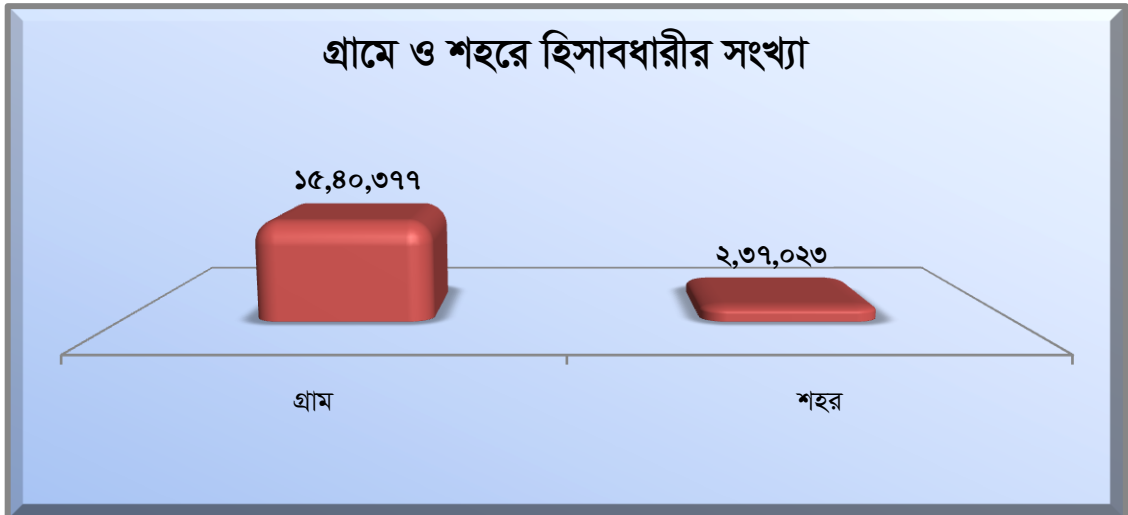 গ্রামে ও শহরে হিসাবধারীর সংখ্যা
১৫,৪০,৩৭৭
২,৩৭,০২৩
গ্রাম
শহর